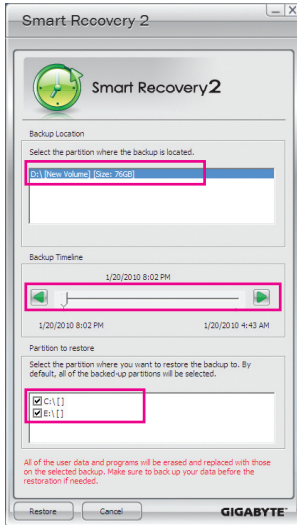 Smart Recovery 2
Smart Recovery2
Backup Location
Select the partition where the backup is located.
D:\ [New Volume] [Size: 76GB]
Backup Timeline
1/20/2010 8:02 PM
1/20/2010 8:02 PM 1/20/2010 4:43 AM
Partition to restore
Select the partition where you want to restore the backup to. By
default, all of the backed-up partitions will be selected.
C:\ [ ]
E:\ [ ]
All of the user data and programs will be erased and replaced with those
on the selected backup. Make sure to back up your data before the
restoration if needed.
Restore Cancel GIGABYTE™